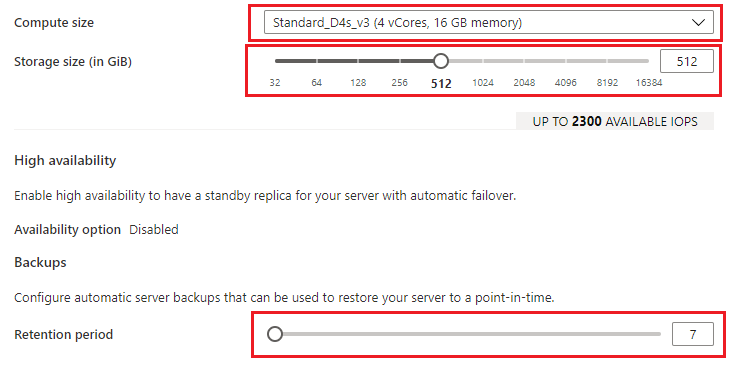 Compute size Standard_D4s_v3 (4 vCores, 16 GB memory)
Storage size (in GiB) 512
32 64 128 256 512 1024 2048 4096 8192 16384
UP TO 2300 AVAILABLE IOPS
High availability
Enable high availability to have a standby replica for your server with automatic failover.
Availability option Disabled
Backups
Configure automatic server backups that can be used to restore your server to a point-in-time.
Retention period 7